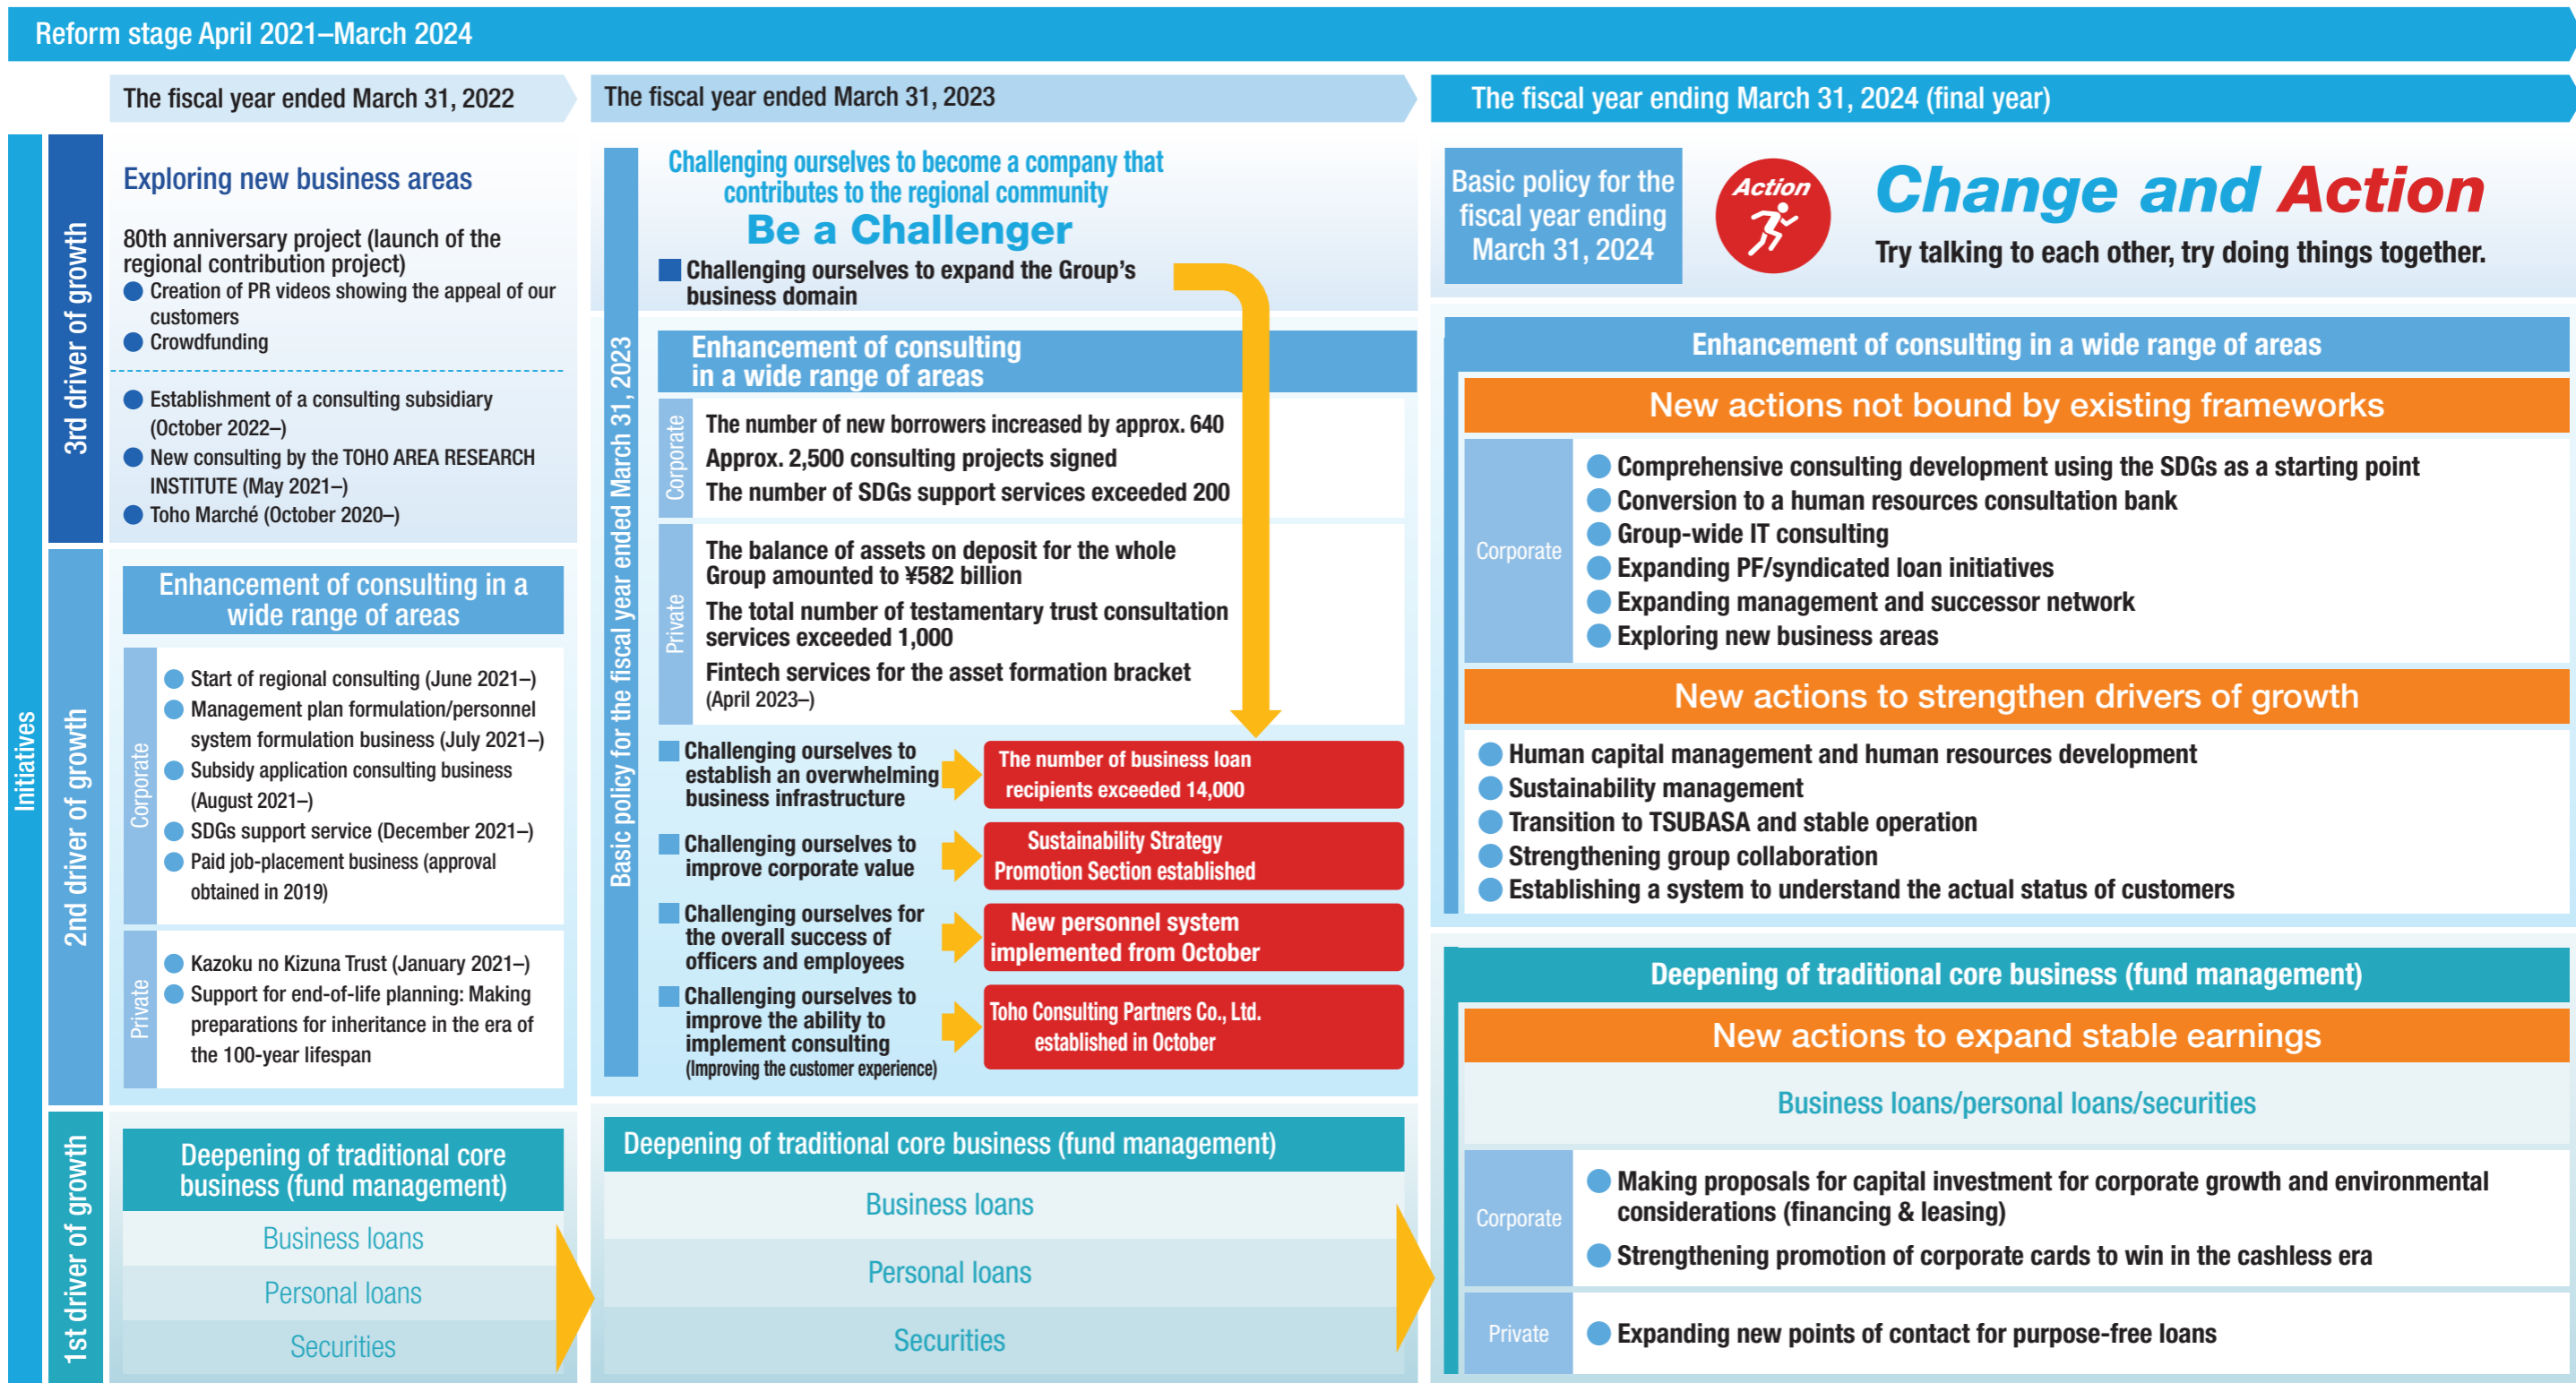 Reform stage April 2021–March 2024
The fiscal year ended March 31, 2022
The fiscal year ended March 31, 2023
The fiscal year ending March 31, 2024 (final year)
Initiatives
3rd driver of growth
Exploring new business areas
80th anniversary project (launch of the
regional contribution project)
Creation of PR videos showing the appeal of our
customers
Crowdfunding
Establishment of a consulting subsidiary
(October 2022–)
New consulting by the TOHO AREA RESEARCH
INSTITUTE (May 2021–)
Toho Marché (October 2020–)
2nd driver of growth
Enhancement of consulting in a
wide range of areas
Corporate
Start of regional consulting (June 2021–)
Management plan formulation/personnel
system formulation business (July 2021–)
Subsidy application consulting business
(August 2021–)
SDGs support service (December 2021–)
Paid job-placement business (approval
obtained in 2019)
Private
Kazoku no Kizuna Trust (January 2021–)
Support for end-of-life planning: Making
preparations for inheritance in the era of
the 100-year lifespan
1st driver of growth
Deepening of traditional core
business (fund management)
Business loans
Personal loans
Securities
Basic policy for the fiscal year ended March 31, 2023
Challenging ourselves to become a company that
contributes to the regional community
Be a Challenger
Challenging ourselves to expand the Group's
business domain
Enhancement of consulting
in a wide range of areas
Corporate
The number of new borrowers increased by approx. 640
Approx. 2,500 consulting projects signed
The number of SDGs support services exceeded 200
Private
The balance of assets on deposit for the whole
Group amounted to ¥582 billion
The total number of testamentary trust consultation
services exceeded 1,000
Fintech services for the asset formation bracket
(April 2023–)
Challenging ourselves to
establish an overwhelming
business infrastructure
The number of business loan
recipients exceeded 14,000
Challenging ourselves to
improve corporate value
Sustainability Strategy
Promotion Section established
Challenging ourselves for
the overall success of
officers and employees
New personnel system
implemented from October
Challenging ourselves to
improve the ability to
implement consulting
(Improving the customer experience)
Toho Consulting Partners Co., Ltd.
established in October
Deepening of traditional core business (fund management)
Business loans
Personal loans
Securities
Basic policy for the
fiscal year ending
March 31, 2024
Action
Change and Action
Try talking to each other, try doing things together.
Enhancement of consulting in a wide range of areas
New actions not bound by existing frameworks
Corporate
Comprehensive consulting development using the SDGs as a starting point
Conversion to a human resources consultation bank
Group-wide IT consulting
Expanding PF/syndicated loan initiatives
Expanding management and successor network
Exploring new business areas
New actions to strengthen drivers of growth
Human capital management and human resources development
Sustainability management
Transition to TSUBASA and stable operation
Strengthening group collaboration
Establishing a system to understand the actual status of customers
Deepening of traditional core business (fund management)
New actions to expand stable earnings
Business loans/personal loans/securities
Corporate
Making proposals for capital investment for corporate growth and environmental
considerations (financing & leasing)
Strengthening promotion of corporate cards to win in the cashless era
Private
Expanding new points of contact for purpose-free loans